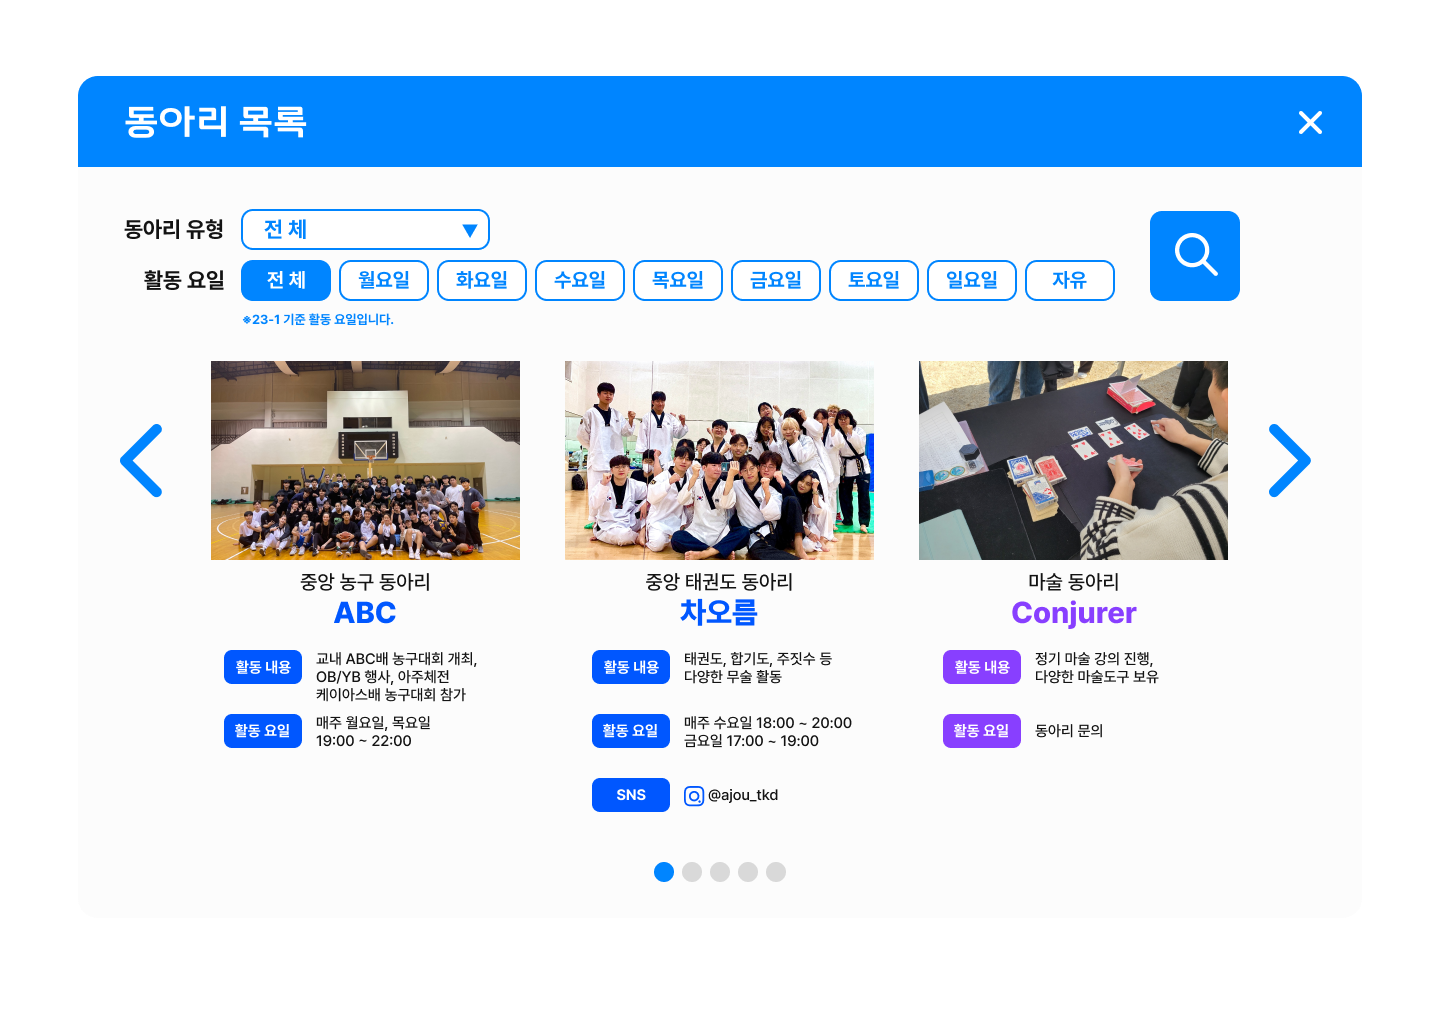 동아리 목록
동아리 유형
전 체
활동 요일
전 체
월요일
화요일
수요일
목요일
금요일
토요일
일요일
자유
※23-1 기준 활동 요일입니다.
중앙 농구 동아리
ABC
활동 내용
교내 ABC배 농구대회 개최,
OB/YB 행사, 아주체전
케이아스배 농구대회 참가
활동 요일
매주 월요일, 목요일
19:00 ~ 22:00
중앙 태권도 동아리
차오름
활동 내용
태권도, 합기도, 주짓수 등
다양한 무술 활동
활동 요일
매주 수요일 18:00 ~ 20:00
금요일 17:00 ~ 19:00
SNS
@ajou_tkd
마술 동아리
Conjurer
활동 내용
정기 마술 강의 진행,
다양한 마술도구 보유
활동 요일
동아리 문의